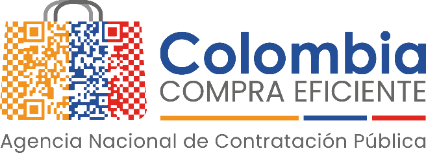 Colombia
COMPRA EFICIENTE
Agencia Nacional de Contratación Pública